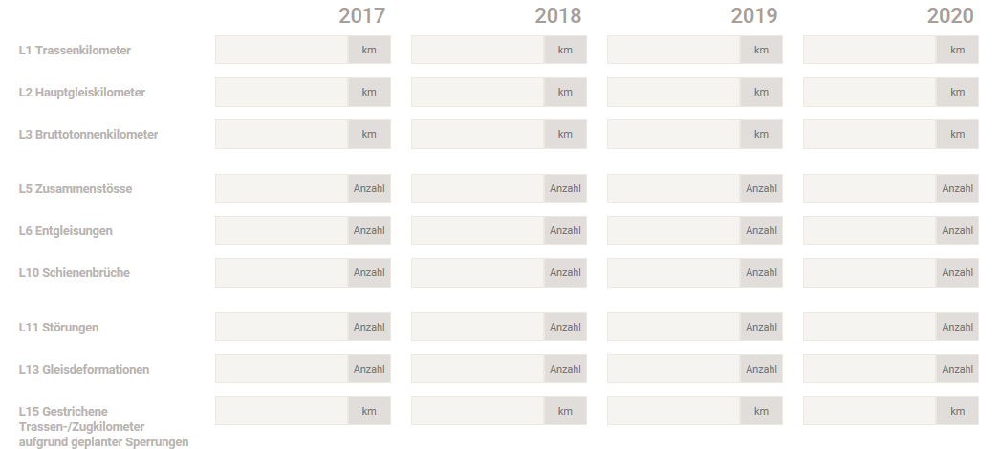 2017 2018 2019 2020
L1 Trassenkilometer km km km km
L2 Hauptgleiskilometer km km km km
L3 Bruttotonnenkilometer km km km km
L5 Zusammenstösse Anzahl Anzahl Anzahl Anzahl
L6 Entgleisungen Anzahl Anzahl Anzahl Anzahl
L10 Schienenbrüche Anzahl Anzahl Anzahl Anzahl
L11 Störungen Anzahl Anzahl Anzahl Anzahl
L13 Gleisdeformationen Anzahl Anzahl Anzahl Anzahl
L15 Gestrichene km km km km
Trassen-/Zugkilometer
aufgrund geplanter Sperrungen